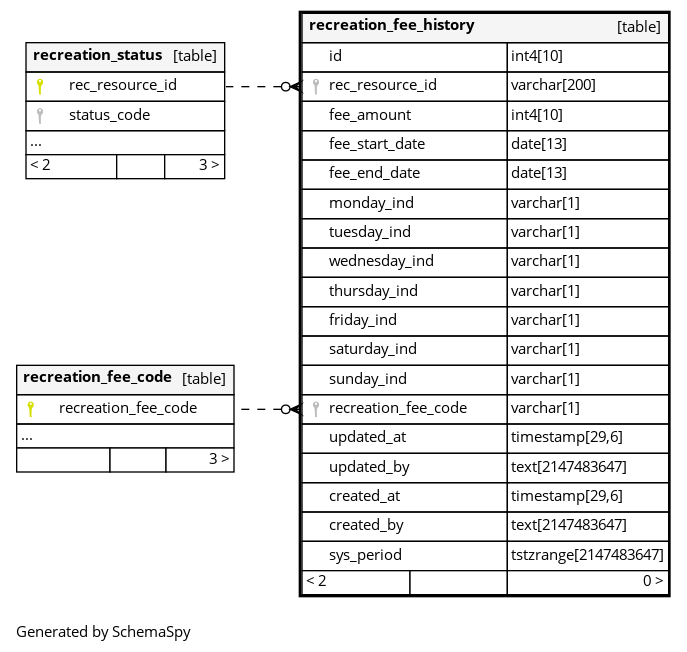 recreation_status [table]
rec_resource_id
status_code
...
< 2 3 >
recreation_fee_code [table]
recreation_fee_code
...
3 >
recreation_fee_history [table]
id int4[10]
rec_resource_id varchar[200]
fee_amount int4[10]
fee_start_date date[13]
fee_end_date date[13]
monday_ind varchar[1]
tuesday_ind varchar[1]
wednesday_ind varchar[1]
thursday_ind varchar[1]
friday_ind varchar[1]
saturday_ind varchar[1]
sunday_ind varchar[1]
recreation_fee_code varchar[1]
updated_at timestamp[29,6]
updated_by text[2147483647]
created_at timestamp[29,6]
created_by text[2147483647]
sys_period tstzrange[2147483647]
< 2 0 >
Generated by SchemaSpy